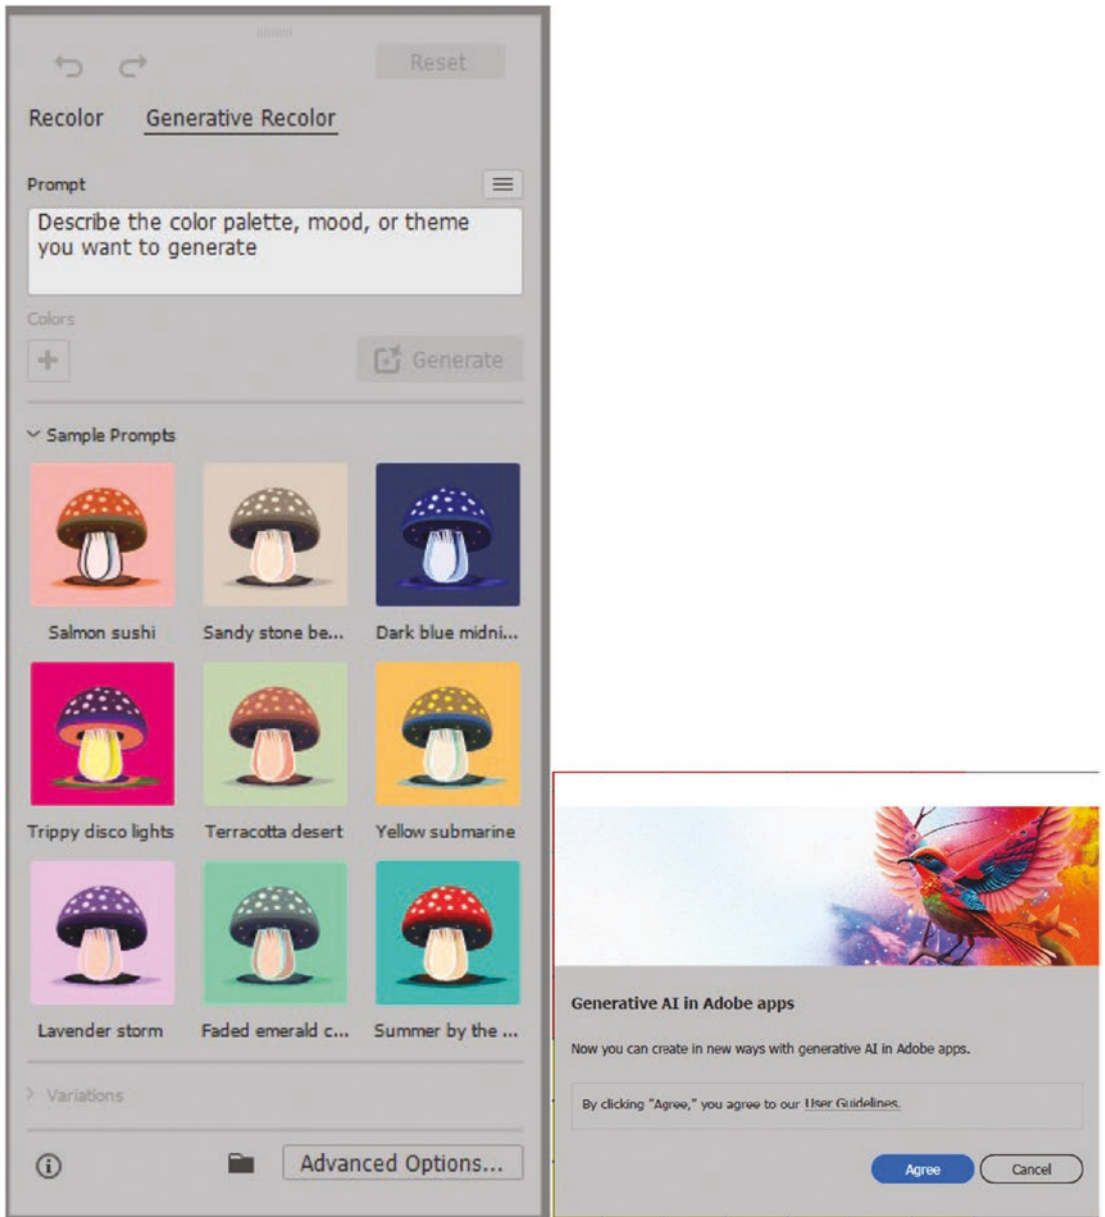 Reset
Recolor Generative Recolor
Prompt
Describe the color palette, mood, or theme
you want to generate
Colors
Generate
Sample Prompts
Salmon sushi Sandy stone be... Dark blue midni...
Trippy disco lights Terracotta desert Yellow submarine
Lavender storm Faded emerald c... Summer by the ...
Variations
Advanced Options...
Generative AI in Adobe apps
Now you can create in new ways with generative AI in Adobe apps.
By clicking "Agree," you agree to our User Guidelines.
Agree Cancel